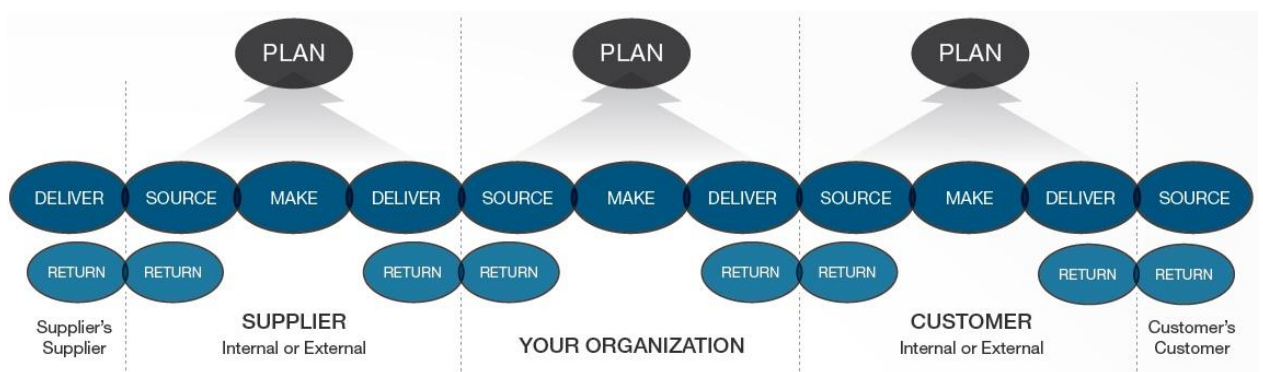 PLAN
PLAN
PLAN
DELIVER
SOURCE
MAKE
DELIVER
SOURCE
MAKE
DELIVER
SOURCE
MAKE
DELIVER
SOURCE
RETURN
RETURN
RETURN
RETURN
RETURN
RETURN
RETURN
RETURN
Supplier's
Supplier
SUPPLIER
Internal or External
YOUR ORGANIZATION
CUSTOMER
Internal or External
Customer's
Customer